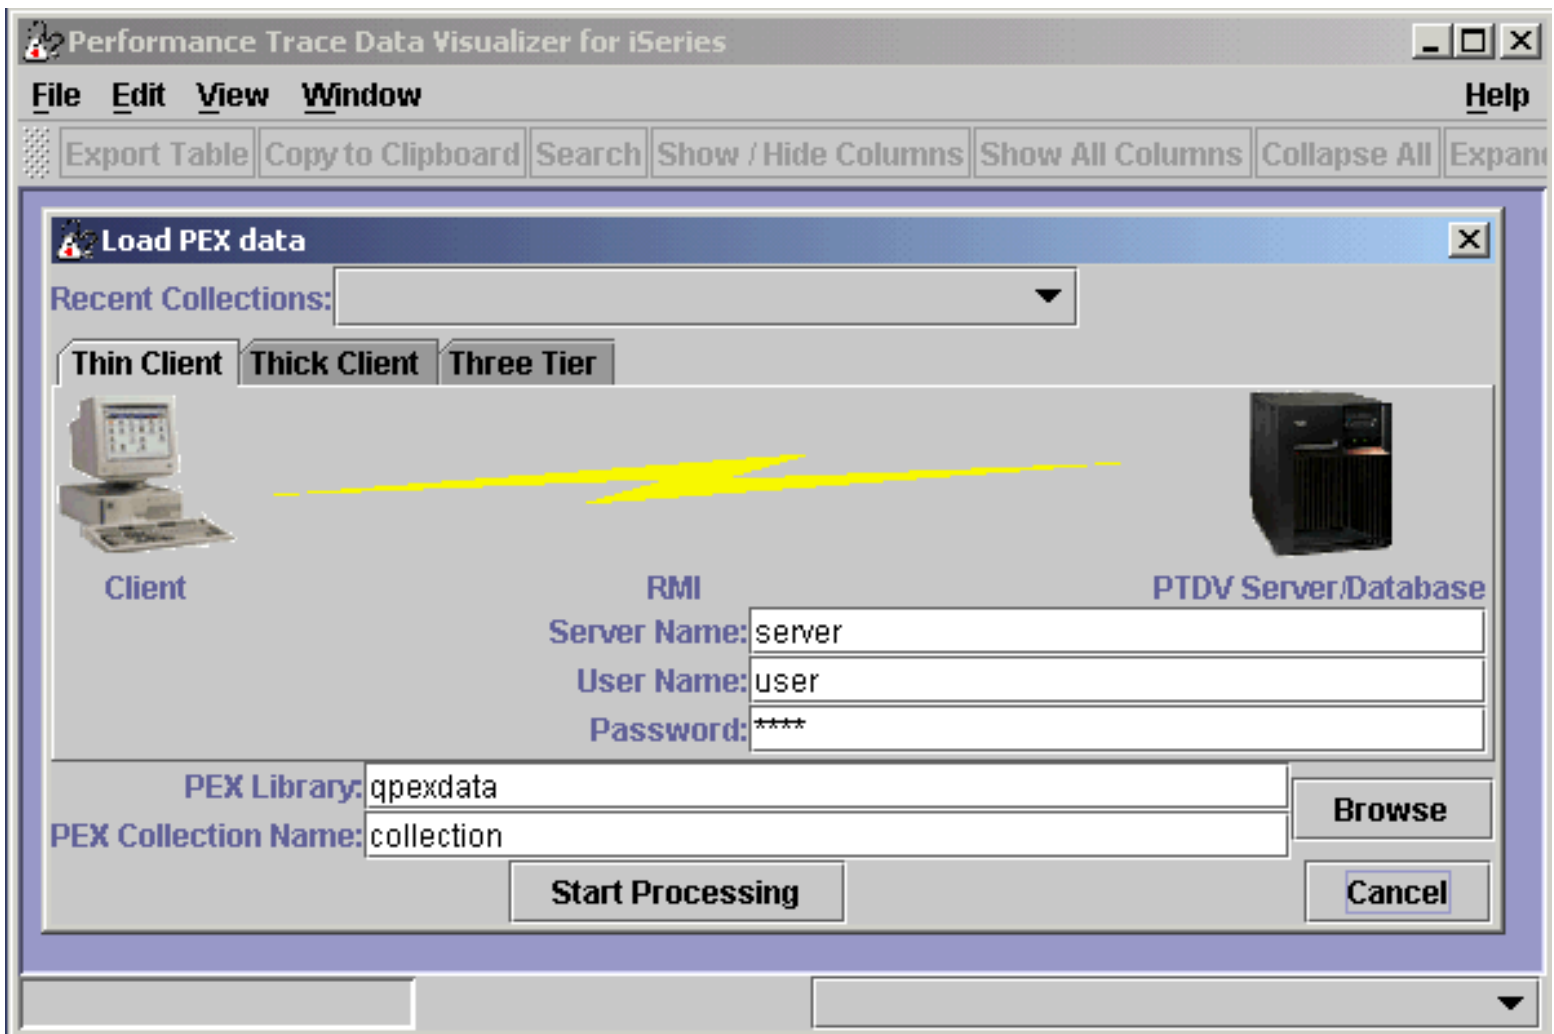 Performance Trace Data Visualizer for iSeries
File Edit View Window Help
Export Table Copy to Clipboard Search Show / Hide Columns Show All Columns Collapse All Expand
Load PEX data
Recent Collections:
Thin Client Thick Client Three Tier
Client RMI PTDV Server/Database
Server Name: server
User Name: user
Password: ****
PEX Library: qpexdata
Browse
PEX Collection Name: collection
Start Processing Cancel